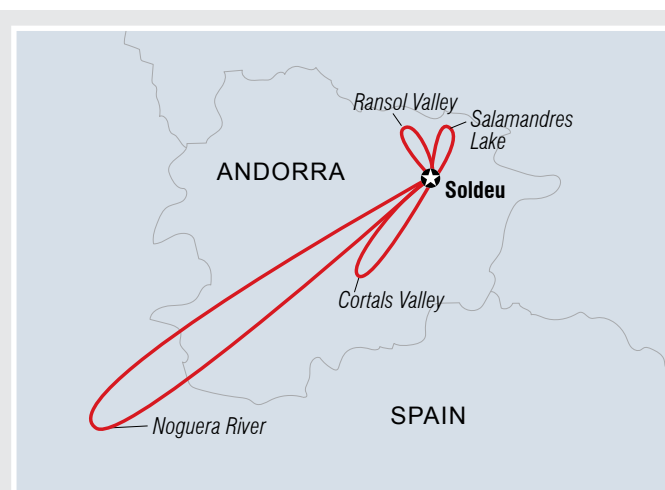 Ransol Valley
Salamandres
Lake
ANDORRA
Soldeu
Cortals Valley
Noguera River
SPAIN